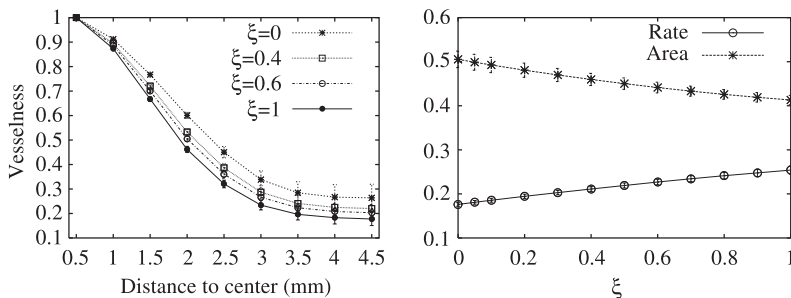 1
0.9
0.8
0.7
0.6
0.5
0.4
0.3
0.2
0.1
Vesselness
ξ=0
ξ=0.4
ξ=0.6
ξ=1
0.5 1 1.5 2 2.5 3 3.5 4 4.5
Distance to center (mm)
0.6
0.5
0.4
0.3
0.2
0.1
Rate
Area
0 0.2 0.4 0.6 0.8 1
ξ